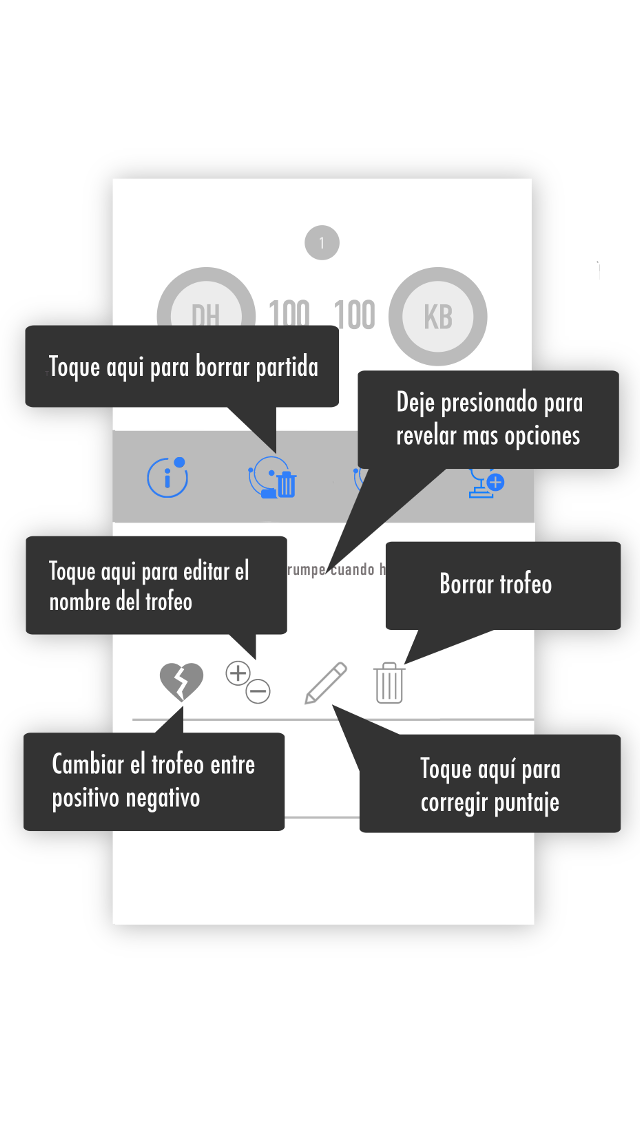 1
DH 100 100 KB
Toque aqui para borrar partida
Deje presionado para
revelar mas opciones
Toque aqui para editar el
nombre del trofeo
cuando
Borrar trofeo
Cambiar el trofeo entre
positivo negativo
Toque aquí para
corregir puntaje